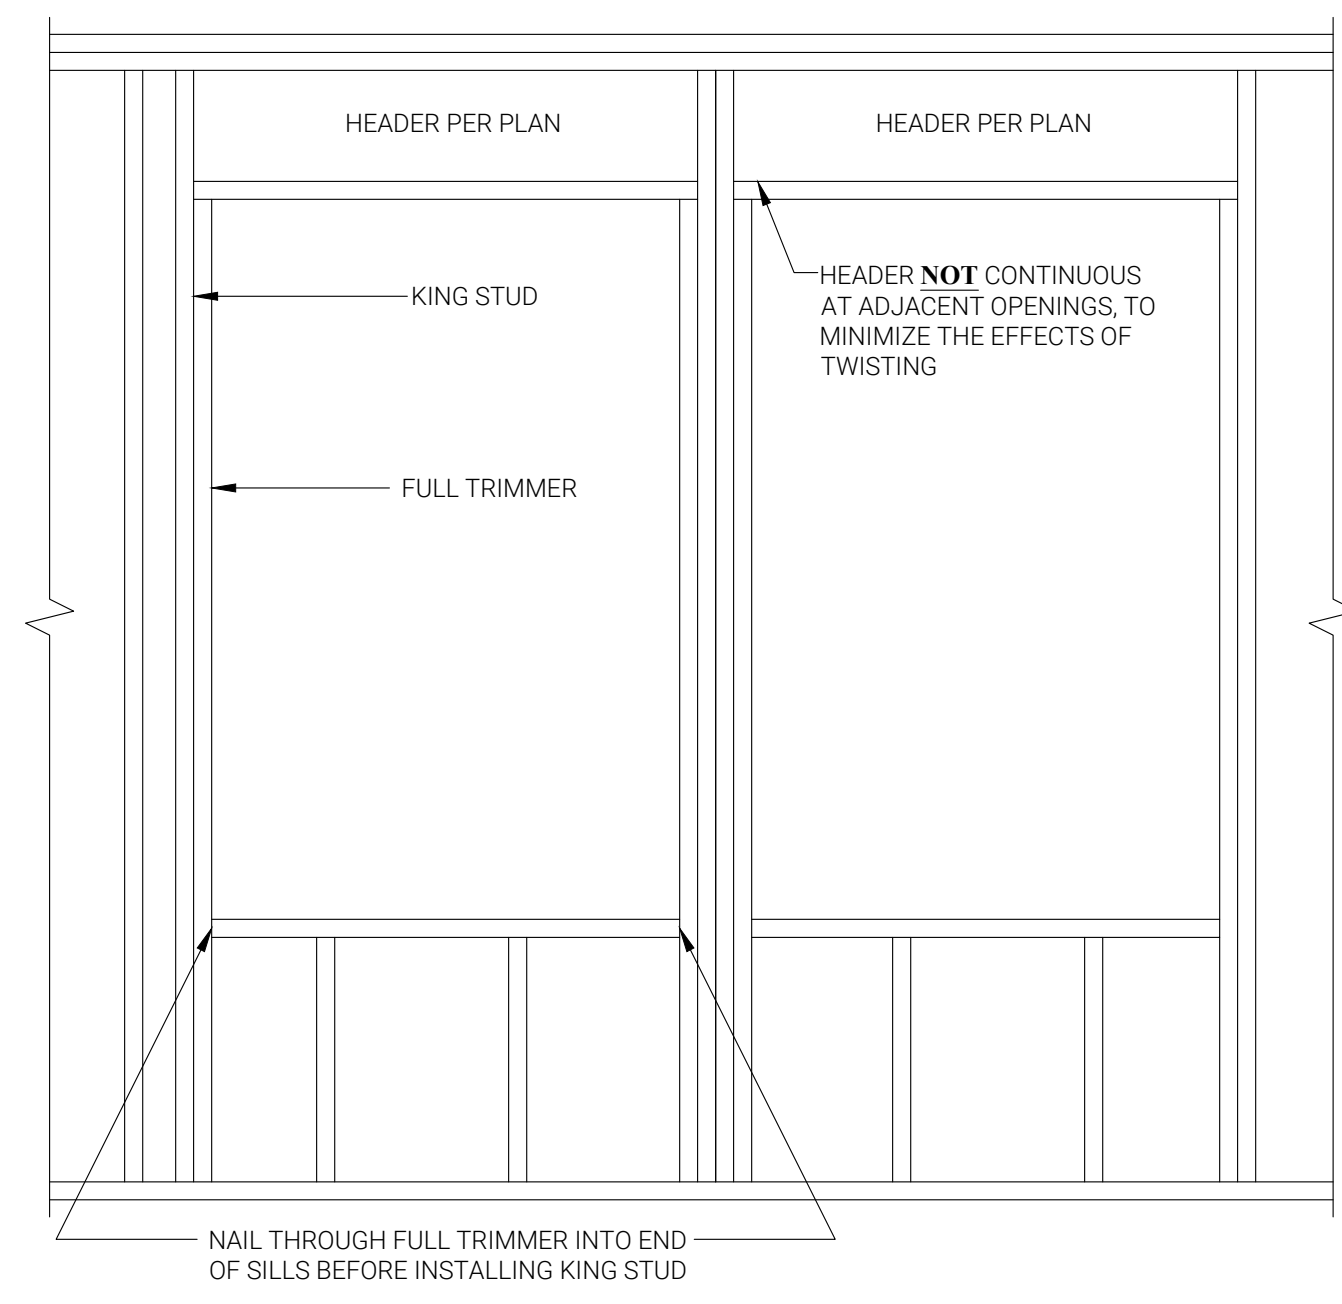 HEADER PER PLAN
HEADER PER PLAN
HEADER NOT CONTINUOUS
AT ADJACENT OPENINGS, TO
MINIMIZE THE EFFECTS OF
TWISTING
KING STUD
FULL TRIMMER
NAIL THROUGH FULL TRIMMER INTO END
OF SILLS BEFORE INSTALLING KING STUD